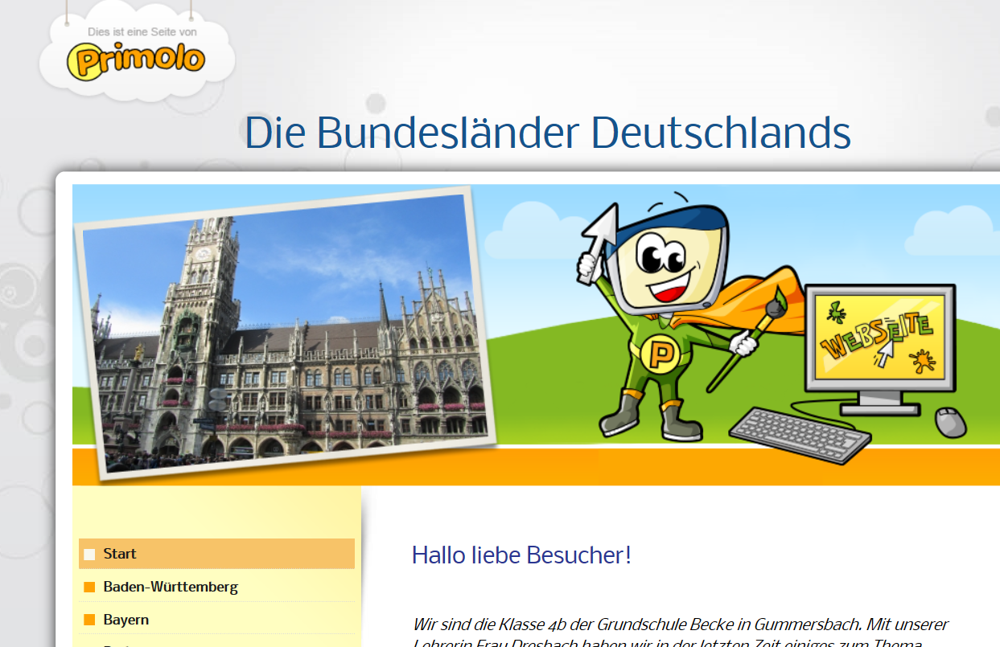 Dies ist eine Seite von
Primolo
Die Bundesländer Deutschlands
P
WEBSEITE
Start
Baden-Württemberg
Bayern
Hallo liebe Besucher!
Wir sind die Klasse 4b der Grundschule Becke in Gummersbach. Mit unserer
Lehrerin Frau Dresbach haben wir in der letzten Zeit einiges zum Thema